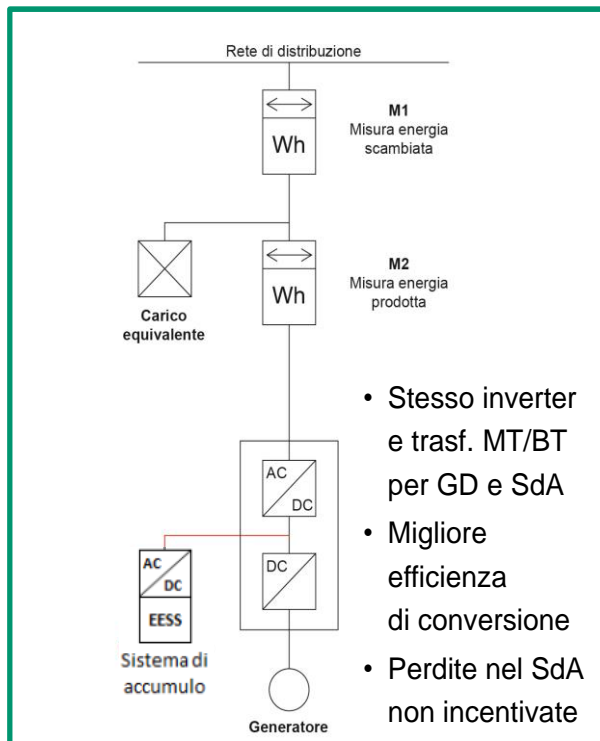 Rete di distribuzione
M1
Misura energia
scambiata
Wh
M2
Misura energia
prodotta
Wh
Carico
equivalente
• Stesso inverter
e trasf. MT/BT
per GD e SdA
• Migliore
efficienza
di conversione
• Perdite nel SdA
non incentivate
AC
DC
DC
AC
DC
EESS
Sistema di
accumulo
Generatore